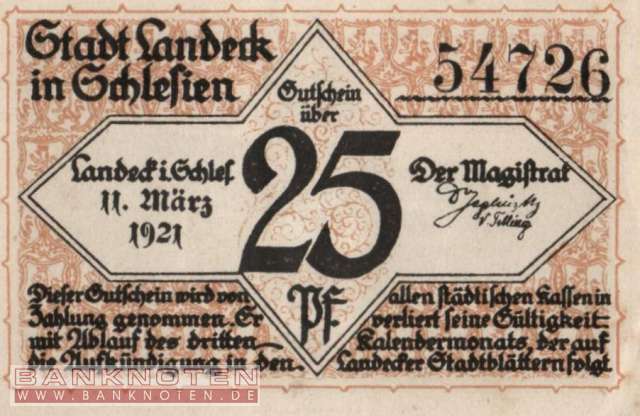 Stadt Landeck
in Schlesien
54726
Gutschein
über
25
Pf.
Landeck i. Schles.
11. März
1921
Der Magistrat
Dieser Gutschein wird von allen städtischen Kassen in
Zahlung genommen. Er verliert seine Gültigkeit
mit Ablauf des dritten Kalendermonats, der auf
die Aufkündigung in den Landecker Stadtblättern folgt
BANKNOTEN
WWW.BANKNOTEN.DE